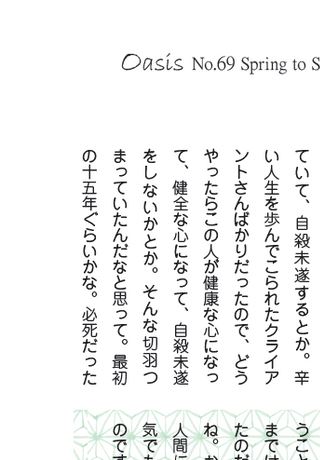 Oasis No.69 Spring to S
ていて、自殺未遂するとか。辛
い人生を歩んでこられたクライア
ントさんばかりだったので、どう
やったらこの人が健康な心になっ
て、健全な心になって、自殺未遂
をしないかとか。そんな切羽つ
まっていたんだなと思って。最初
の十五年ぐらいかな。必死だった
うこと
までは
たのだ
ね。か
人間に
気でも
のです